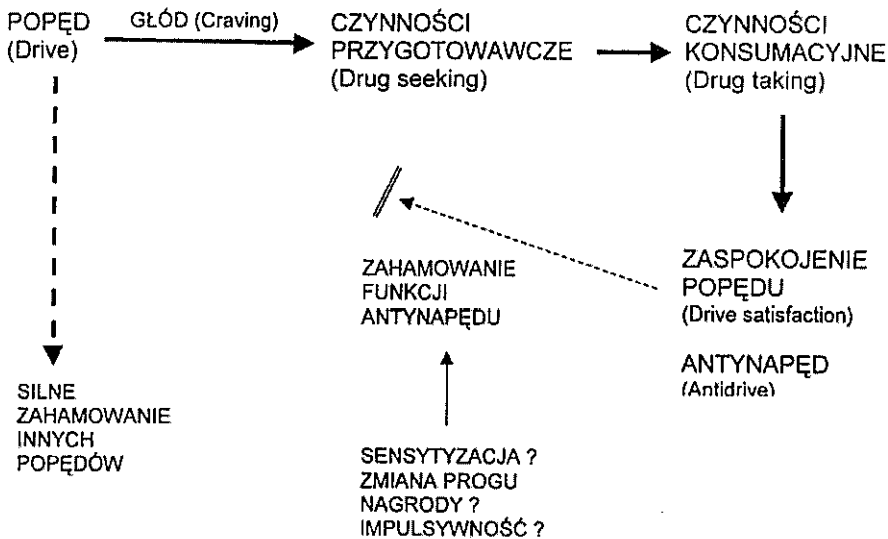 POPĘD
(Drive)
GŁÓD (Craving)
CZYNNOŚCI
PRZYGOTOWAWCZE
(Drug seeking)
CZYNNOŚCI
KONSUMACYJNE
(Drug taking)
ZAHAMOWANIE
FUNKCJI
ANTYNAPĘDU
ZASPOKOJENIE
POPĘDU
(Drive satisfaction)
ANTYNAPĘD
(Antidrive)
SILNE
ZAHAMOWANIE
INNYCH
POPĘDÓW
SENSYTYZACJA ?
ZMIANA PROGU
NAGRODY ?
IMPULSYWNOŚĆ ?